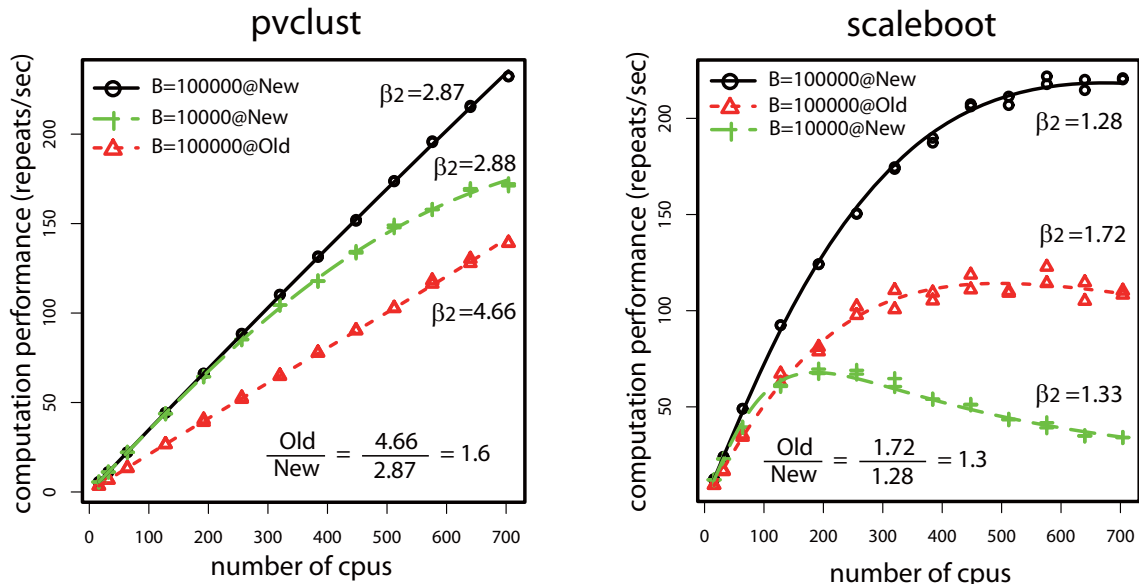 pvclust
computation performance (repeats/sec)
200
150
100
50
0
B=100000@New
B=10000@New
B=100000@Old
β2=2.87
β2=2.88
β2=4.66
Old
New
=
4.66
2.87
= 1.6
0 100 200 300 400 500 600 700
number of cpus
scaleboot
computation performance (repeats/sec)
200
150
100
50
B=100000@New
B=100000@Old
B=10000@New
β2=1.28
β2=1.72
β2=1.33
Old
New
=
1.72
1.28
= 1.3
0 100 200 300 400 500 600 700
number of cpus